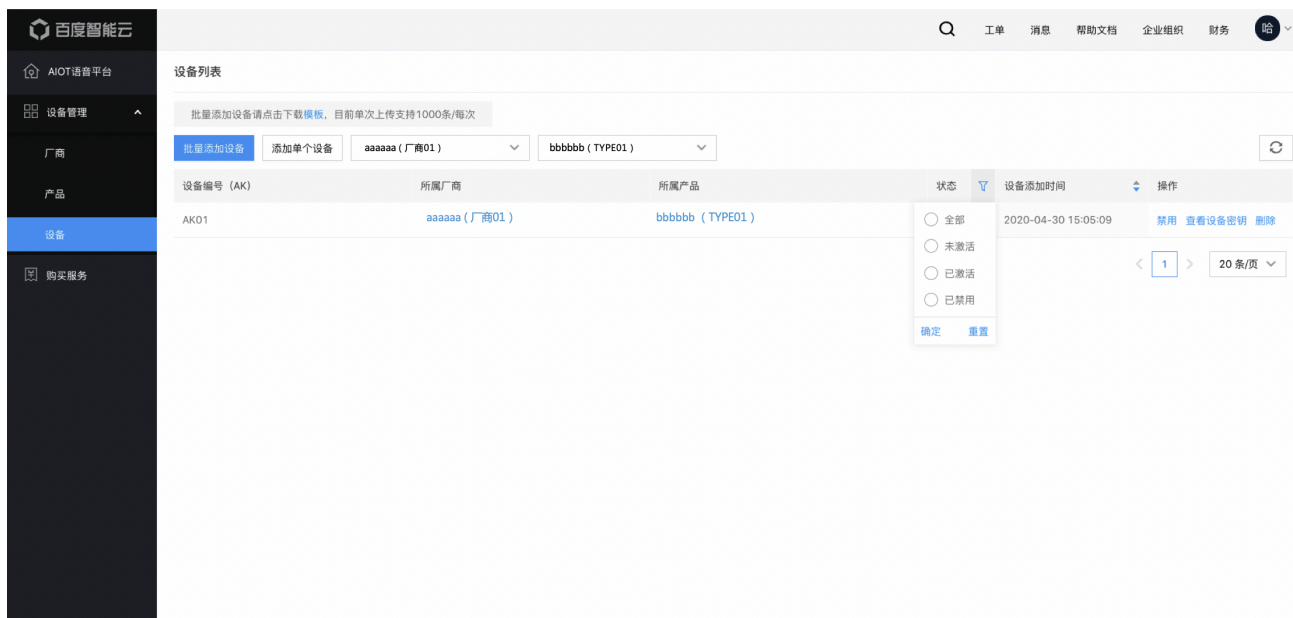 百度智能云
工单 消息 帮助文档 企业组织 财务 哈
AIOT语音平台
设备管理
厂商
产品
设备
购买服务
设备列表
批量添加设备请点击下载模板，目前单次上传支持1000条/每次
批量添加设备 添加单个设备 aaaaaa ( 厂商01 ) bbbbbb ( TYPE01 )
设备编号（AK） 所属厂商 所属产品 状态 设备添加时间 操作
AK01 aaaaaa ( 厂商01 ) bbbbbb ( TYPE01 ) 2020-04-30 15:05:09 禁用 查看设备密钥 删除
全部
未激活
已激活
已禁用
确定 重置
< 1 > 20 条/页